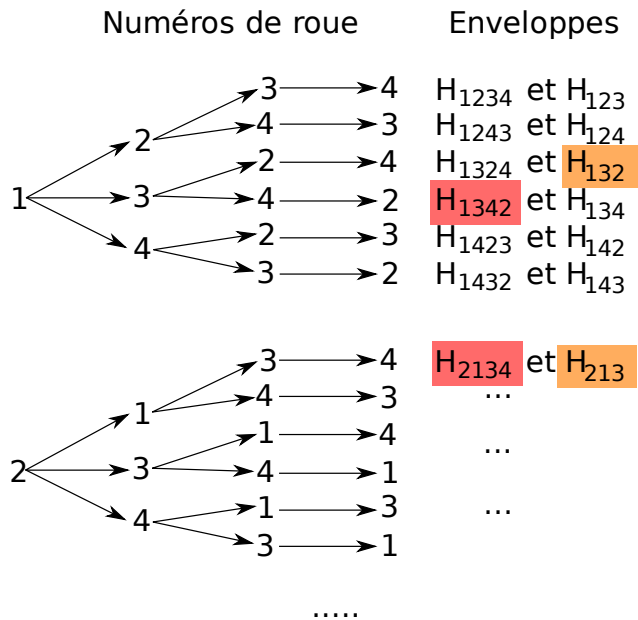 Numéros de roue Enveloppes
3 4 H1234 et H123
2 4 3 H1243 et H124
2 4 H1324 et H132
1 3 4 2 H1342 et H134
4 2 3 H1423 et H142
3 2 H1432 et H143
3 4 H2134 et H213
1 4 3 ...
1 4 ...
2 3 4 1
4 1 3 ...
3 1
.....